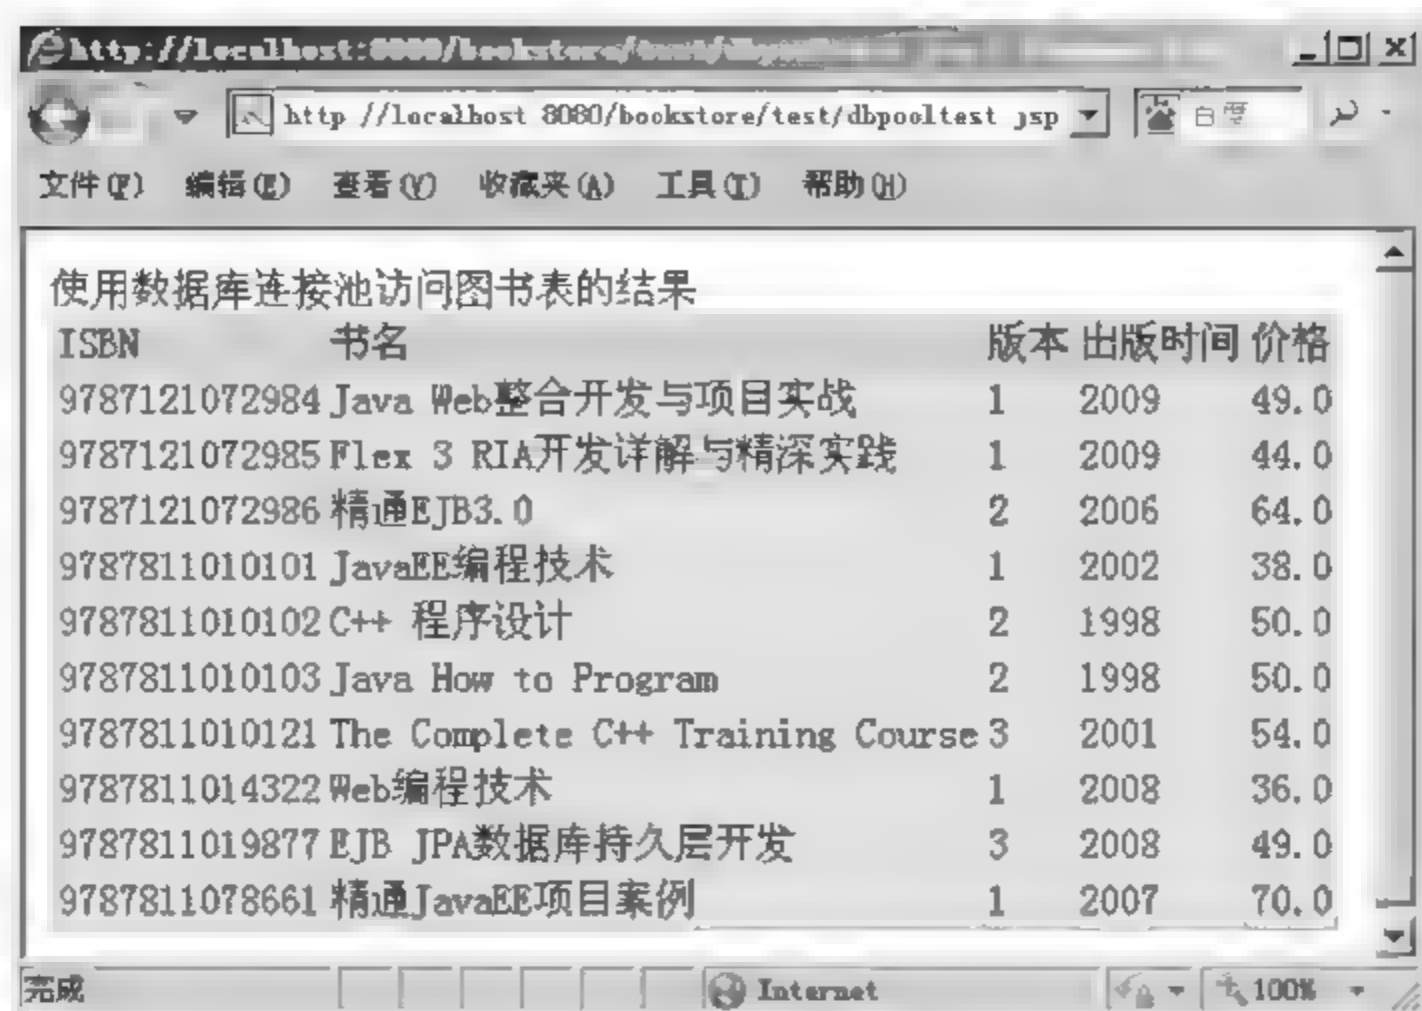 http://localhost:8080/bookstore/test/
http //localhost 8080/bookstore/test/dbpooltest jsp 百度
文件(F) 编辑(E) 查看(V) 收藏夹(A) 工具(T) 帮助(H)
使用数据库连接池访问图书表的结果
ISBN 书名 版本 出版时间 价格
9787121072984 Java Web整合开发与项目实战 1 2009 49.0
9787121072985 Flex 3 RIA开发详解与精深实践 1 2009 44.0
9787121072986 精通EJB3.0 2 2006 64.0
9787811010101 JavaEE编程技术 1 2002 38.0
9787811010102 C++ 程序设计 2 1998 50.0
9787811010103 Java How to Program 2 1998 50.0
9787811010121 The Complete C++ Training Course 3 2001 54.0
9787811014322 Web编程技术 1 2008 36.0
9787811019877 EJB JPA数据库持久层开发 3 2008 49.0
9787811078661 精通JavaEE项目案例 1 2007 70.0
完成 Internet 100%